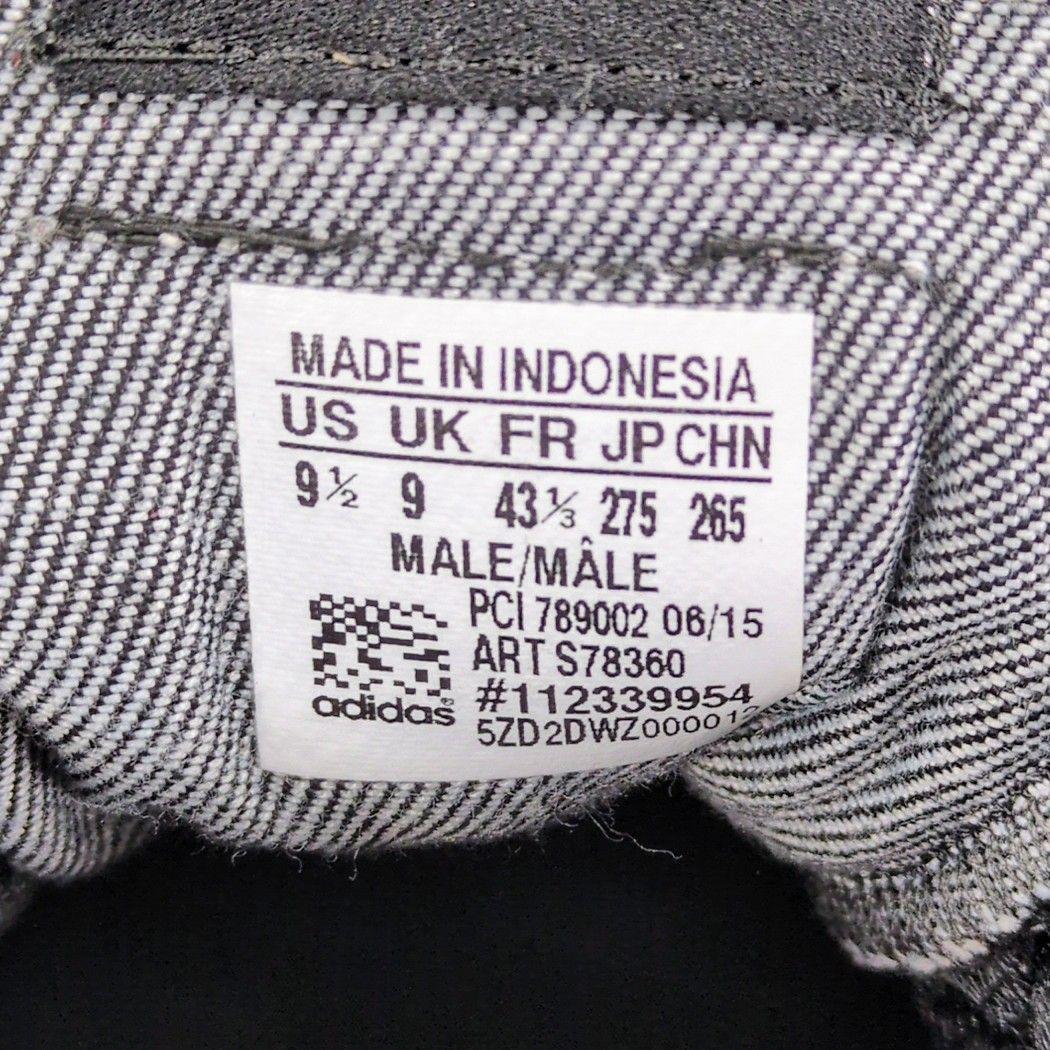 MADE IN INDONESIA
US UK FR JP CHN
9½ 9 43⅓ 275 265
MALE/MÂLE
PCI 789002 06/15
ART S78360
#112339954
adidas®